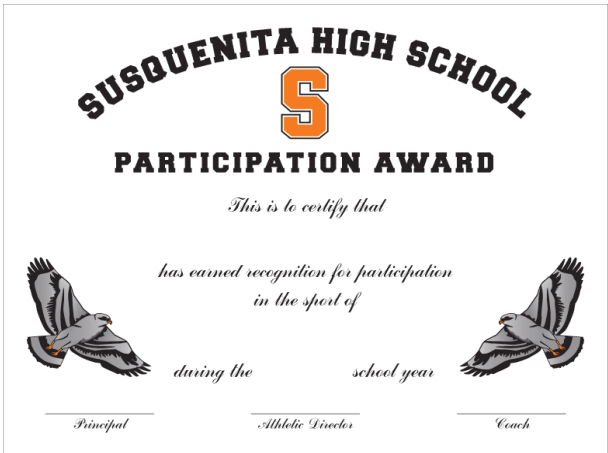 SUSQUENITA HIGH SCHOOL
S
PARTICIPATION AWARD
This is to certify that
has earned recognition for participation
in the sport of
during the school year
Principal Athletic Director Coach